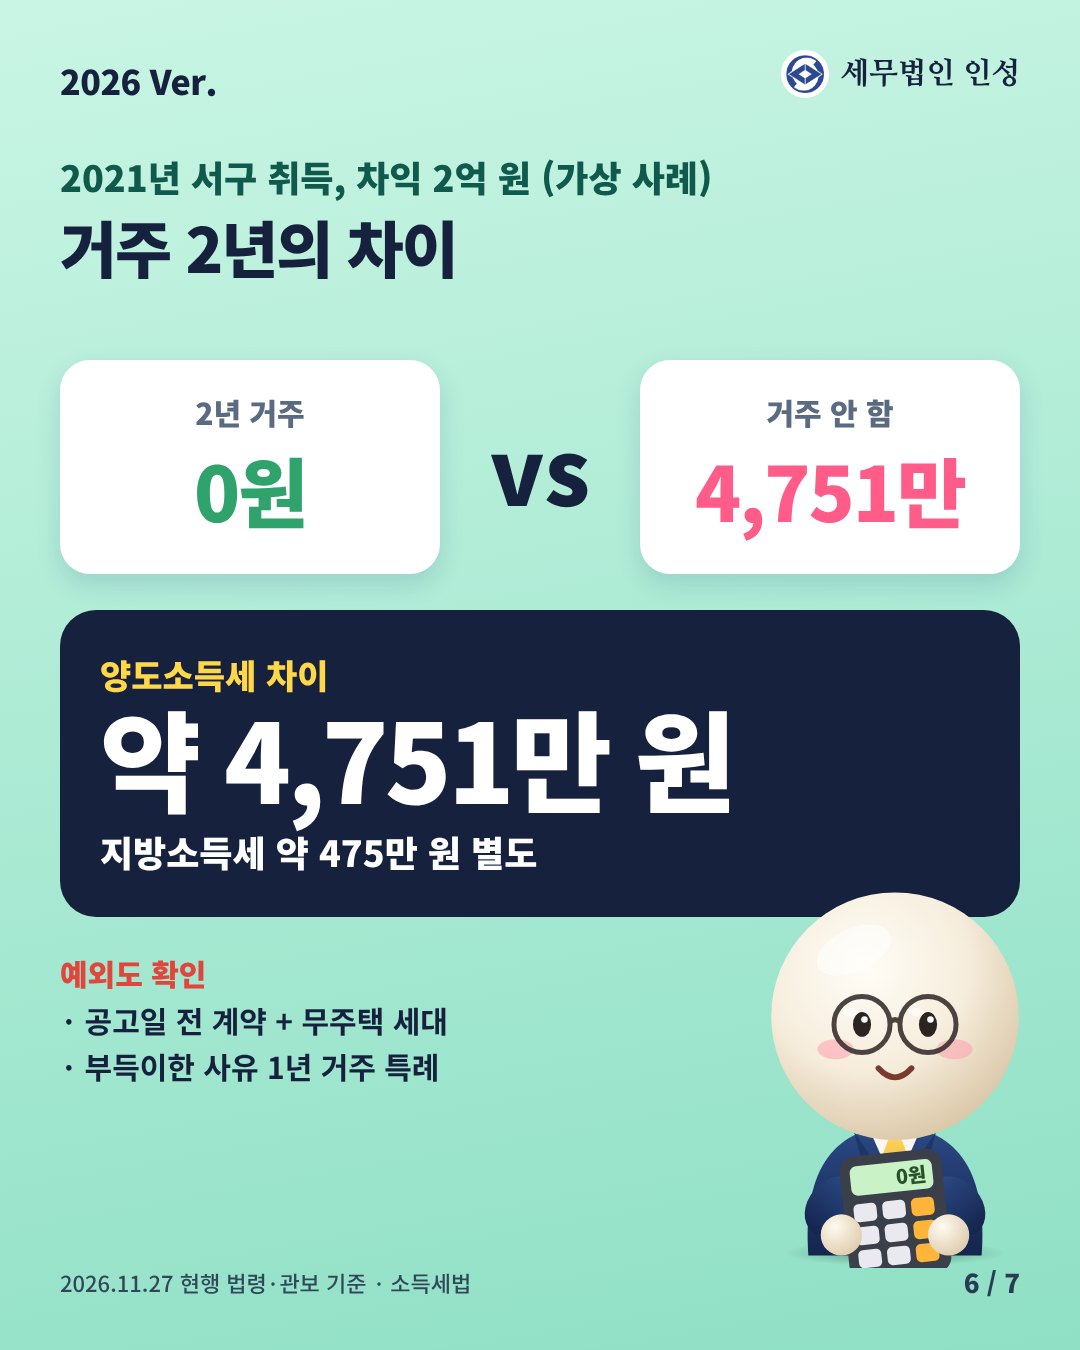 2026 Ver.
세무법인 인성
2021년 서구 취득, 차익 2억 원 (가상 사례)
거주 2년의 차이
2년 거주
0원
VS
거주 안 함
4,751만
양도소득세 차이
약 4,751만 원
지방소득세 약 475만 원 별도
예외도 확인
· 공고일 전 계약 + 무주택 세대
· 부득이한 사유 1년 거주 특례
0원
2026.11.27 현행 법령·관보 기준 · 소득세법
6 / 7